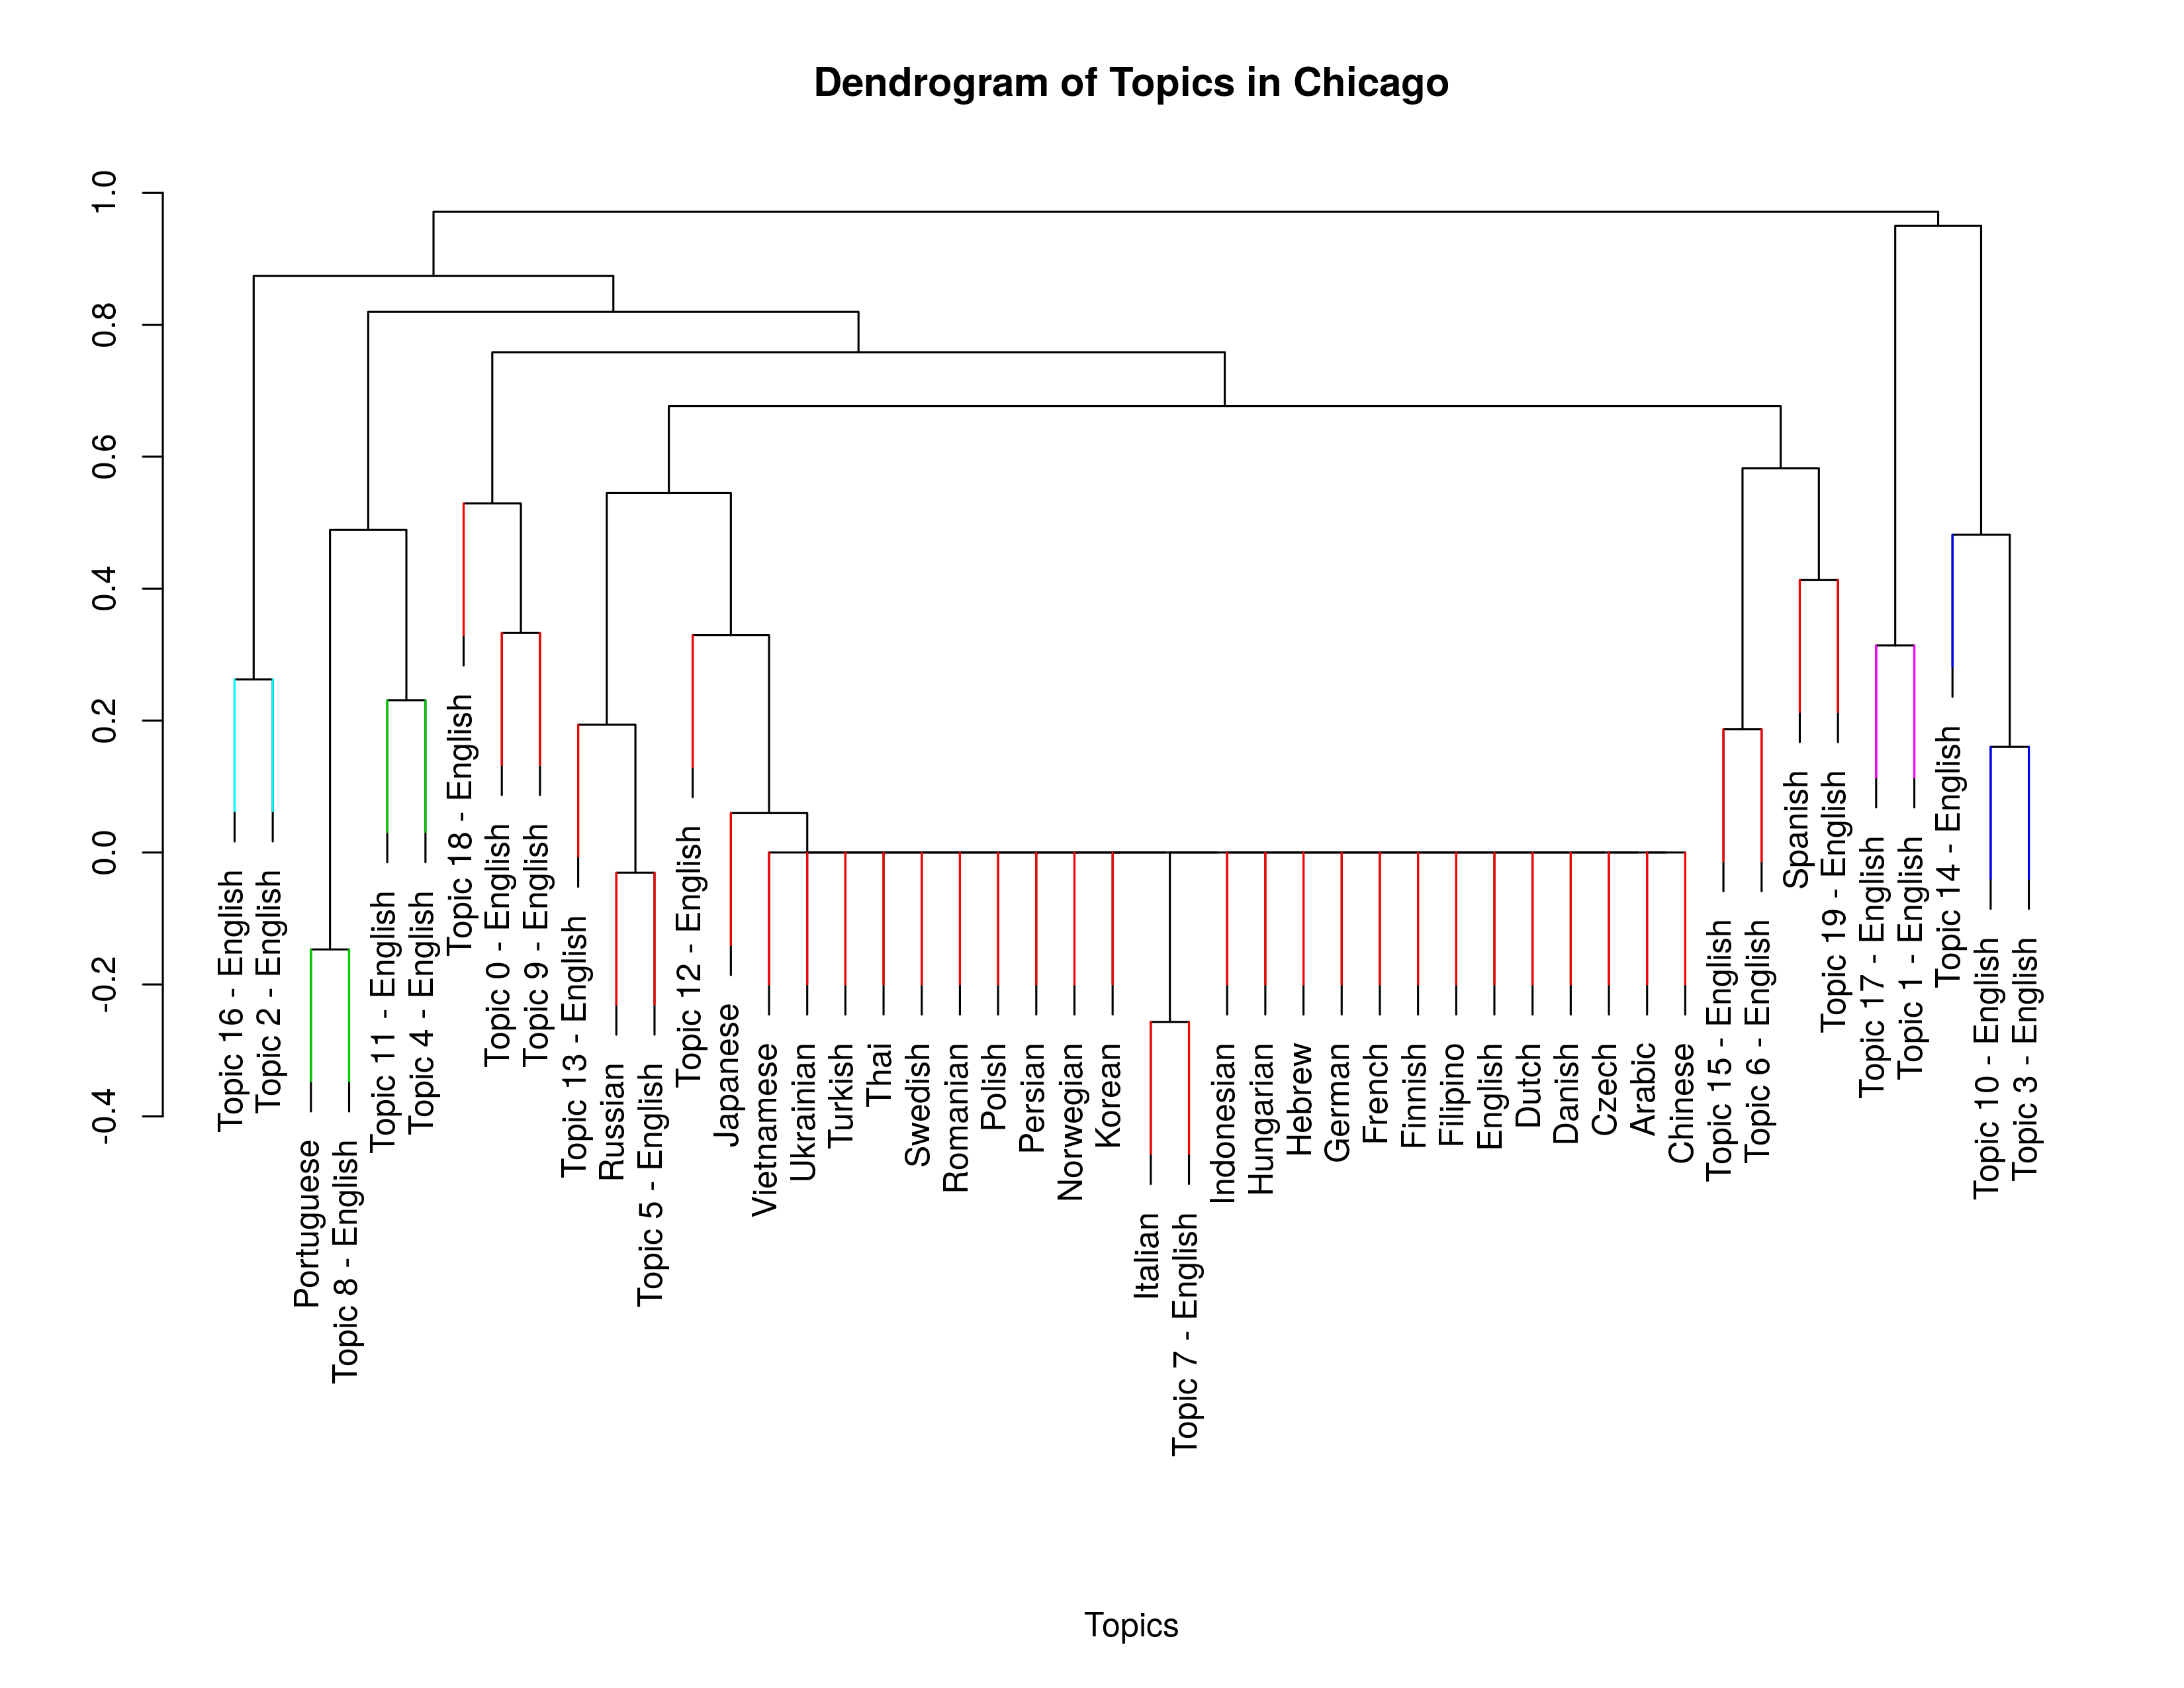 Dendrogram of Topics in Chicago
1.0
0.8
0.6
0.4
0.2
0.0
-0.2
-0.4
Topic 16 - English
Topic 2 - English
Portuguese
Topic 8 - English
Topic 11 - English
Topic 4 - English
Topic 18 - English
Topic 0 - English
Topic 9 - English
Topic 13 - English
Russian
Topic 5 - English
Topic 12 - English
Japanese
Vietnamese
Ukrainian
Turkish
Thai
Swedish
Romanian
Polish
Persian
Norwegian
Korean
Italian
Topic 7 - English
Indonesian
Hungarian
Hebrew
German
French
Finnish
Filipino
English
Dutch
Danish
Czech
Arabic
Chinese
Topic 15 - English
Topic 6 - English
Spanish
Topic 19 - English
Topic 17 - English
Topic 1 - English
Topic 14 - English
Topic 10 - English
Topic 3 - English
Topics